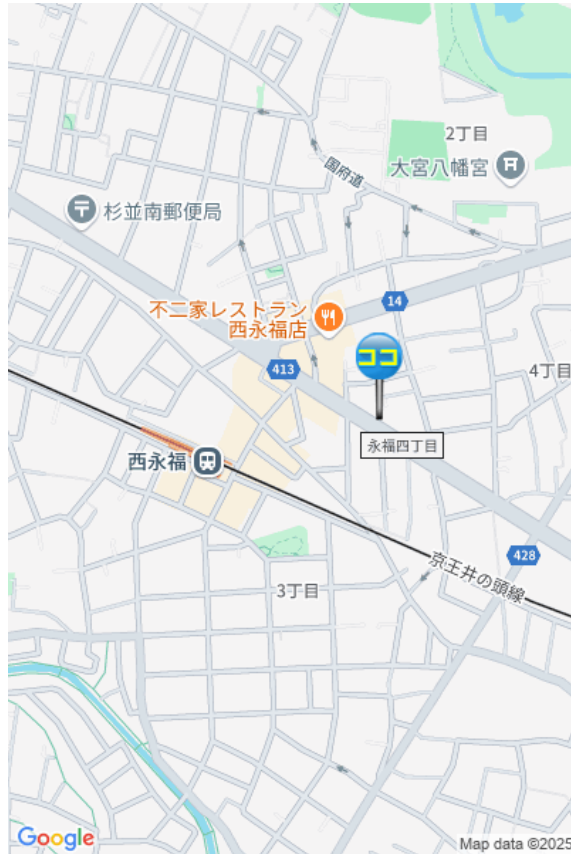 2丁目
国府道
大宮八幡宮
杉並南郵便局
不二家レストラン
西永福店
14
ココ
413
4丁目
永福四丁目
西永福
428
京王井の頭線
3丁目
Google
Map data ©2025